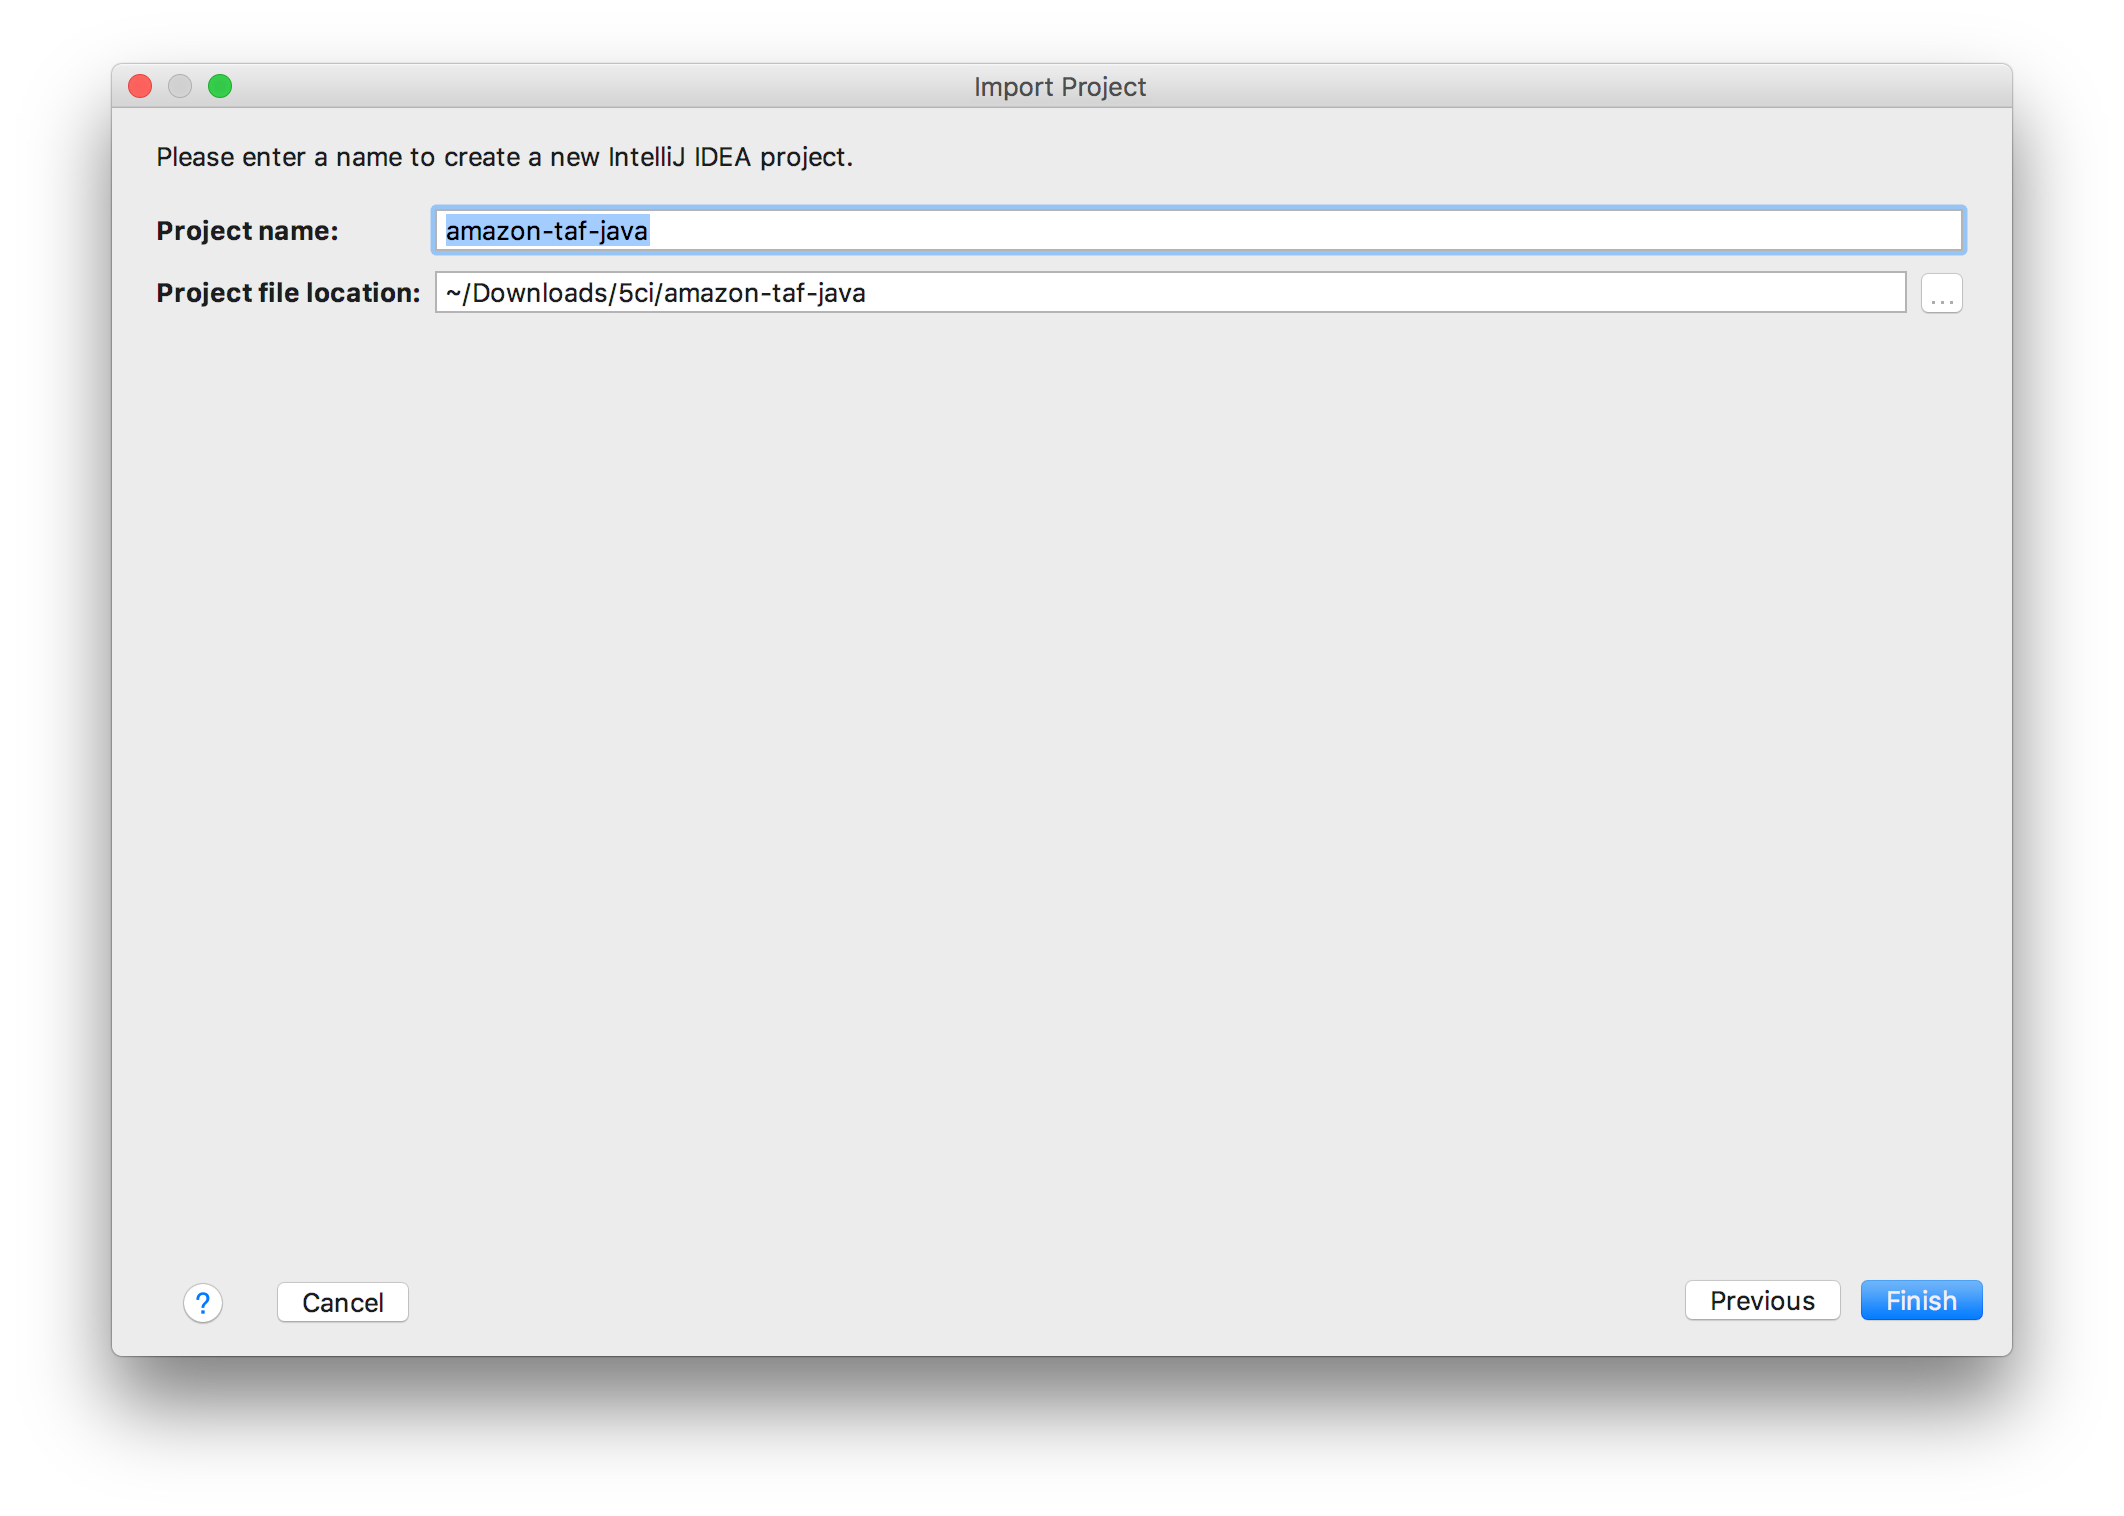 Import Project
Please enter a name to create a new IntelliJ IDEA project.
Project name: amazon-taf-java
Project file location: ~/Downloads/5ci/amazon-taf-java ...
? Cancel Previous Finish